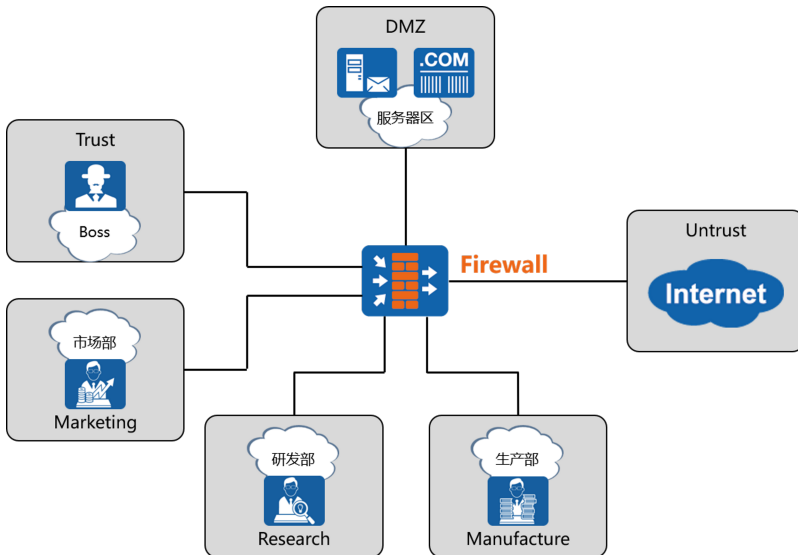 DMZ
.COM
服务器区
Trust
Boss
Firewall
Untrust
Internet
市场部
Marketing
研发部
Research
生产部
Manufacture